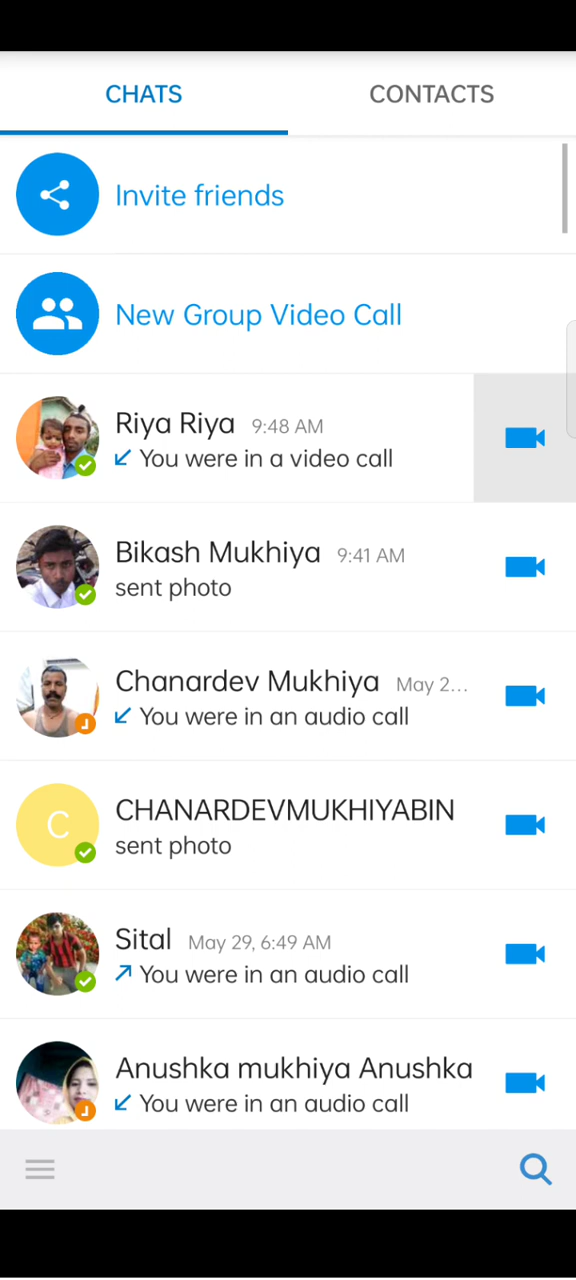 CHATS CONTACTS
Invite friends
New Group Video Call
Riya Riya 9:48 AM
You were in a video call
Bikash Mukhiya 9:41 AM
sent photo
Chanardev Mukhiya May 2...
You were in an audio call
C
CHANARDEVMUKHIYABIN
sent photo
Sital May 29, 6:49 AM
You were in an audio call
Anushka mukhiya Anushka
You were in an audio call